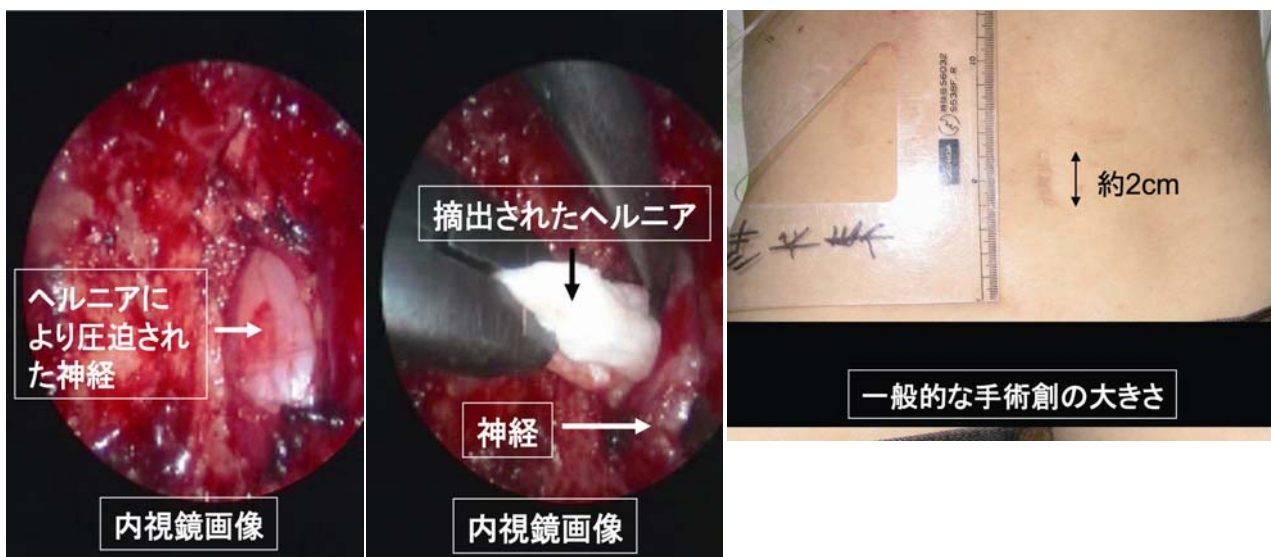 ヘルニアに
より圧迫され
た神経
内視鏡画像
摘出されたヘルニア
神経
内視鏡画像
10
約2cm
一般的な手術創の大きさ